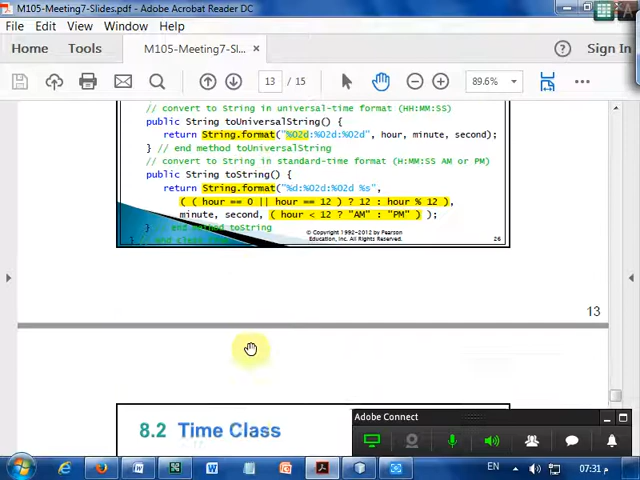 M105-Meeting7-Slides.pdf - Adobe Acrobat Reader DC
File Edit View Window Help
Home Tools M105-Meeting7-Sl... × Sign In
13 / 15 89.6%
// convert to String in universal-time format (HH:MM:SS)
public String toUniversalString() {
return String.format("%02d:%02d:%02d", hour, minute, second);
} // end method toUniversalString
// convert to String in standard-time format (H:MM:SS AM or PM)
public String toString() {
return String.format("%d:%02d:%02d %s",
( ( hour == 0 || hour == 12 ) ? 12 : hour % 12 ),
minute, second, ( hour < 12 ? "AM" : "PM" ) );
} // end method toString
} // end class
© Copyright 1992-2012 by Pearson
Education, Inc. All Rights Reserved.
26
13
8.2 Time Class
Adobe Connect
EN 07:31 م